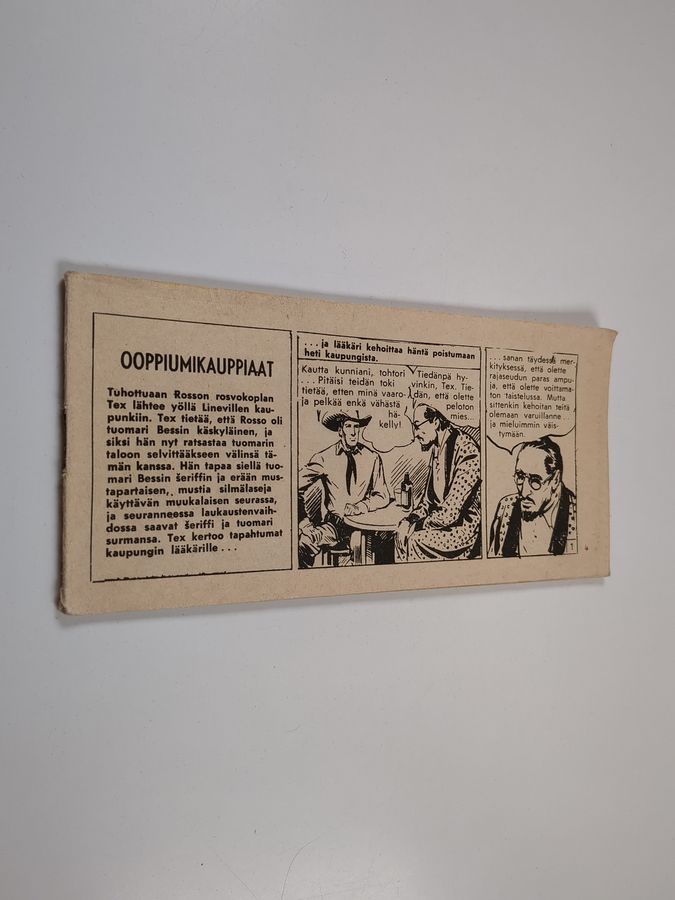 OOPPIUMIKAUPPIAAT
Tuhottuaan Rosson rosvokoplan
Tex lähtee yöllä Linevillen kau-
punkiin. Tex tietää, että Rosso oli
tuomari Bessin käskyläinen, ja
siksi hän nyt ratsastaa tuomarin
taloon selvittääkseen välinsä tä-
män kanssa. Hän tapaa siellä tuo-
mari Bessin šeriffin ja erään mus-
tapartaisen, mustia silmälaseja
käyttävän muukalaisen seurassa,
ja seuranneessa laukaustenvaih-
dossa saavat šeriffi ja tuomari
surmansa. Tex kertoo tapahtumat
kaupungin lääkärille . . .
. . . ja lääkäri kehoittaa häntä poistumaan
heti kaupungista.
Kautta kunniani, tohtori
. . . Pitäisi teidän toki
tietää, etten minä vaaro-
ja pelkää enkä vähästä
hä-
kelly!
Tiedänpä hy-
vinkin, Tex. Tie-
dän, että olette
peloton
mies...
. . . sanan täydessä mer-
kityksessä, että olette
rajaseudun paras ampu-
ja, että olette voittama-
ton taistelussa. Mutta
sittenkin kehoitan teitä
olemaan varuillanne . .
ja mieluimmin väis-
tymään.
1